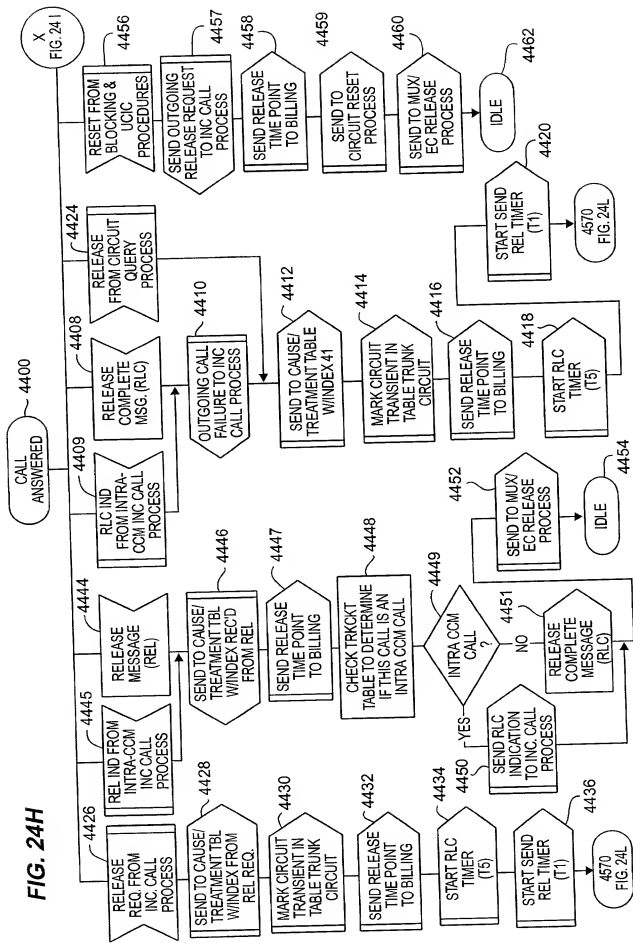 FIG. 24H
4400
CALL
ANSWERED
X
FIG. 24I
4426
RELEASE
REQ. FROM
INC. CALL
PROCESS
4428
SEND TO CAUSE/
TREATMENT TBL
W/INDEX FROM
REL REQ.
4430
MARK CIRCUIT
TRANSIENT IN
TABLE TRUNK
CIRCUIT
4432
SEND RELEASE
TIME POINT
TO BILLING
4434
START RLC
TIMER
(T5)
4436
START SEND
REL TIMER
(T1)
4570
FIG. 24L
4445
REL IND FROM
INTRA-CCM
INC CALL
PROCESS
4444
RELEASE
MESSAGE
(REL)
4446
SEND TO CAUSE/
TREATMENT TBL
W/INDEX REC'D
FROM REL
4447
SEND RELEASE
TIME POINT
TO BILLING
4448
CHECK TRKCKT
TABLE TO DETERMINE
IF THIS CALL IS AN
INTRA CCM CALL
4449
INTRA CCM
CALL
?
YES
NO
4450
SEND RLC
INDICATION
TO INC. CALL
PROCESS
4451
RELEASE
COMPLETE
MESSAGE
(RLC)
4452
SEND TO MUX/
EC RELEASE
PROCESS
4454
IDLE
4409
RLC IND
FROM INTRA-
CCM INC CALL
PROCESS
4408
RELEASE
COMPLETE
MSG. (RLC)
4424
RELEASE
FROM CIRCUIT
QUERY
PROCESS
4410
OUTGOING CALL
FAILURE TO INC
CALL PROCESS
4412
SEND TO CAUSE/
TREATMENT TABLE
W/INDEX 41
4414
MARK CIRCUIT
TRANSIENT IN
TABLE TRUNK
CIRCUIT
4416
SEND RELEASE
TIME POINT
TO BILLING
4418
START RLC
TIMER
(T5)
4420
START SEND
REL TIMER
(T1)
4570
FIG. 24L
4456
RESET FROM
BLOCKING &
UCIC
PROCEDURES
4457
SEND OUTGOING
RELEASE REQUEST
TO INC. CALL
PROCESS
4458
SEND RELEASE
TIME POINT
TO BILLING
4459
SEND TO
CIRCUIT RESET
PROCESS
4460
SEND TO MUX/
EC RELEASE
PROCESS
4462
IDLE